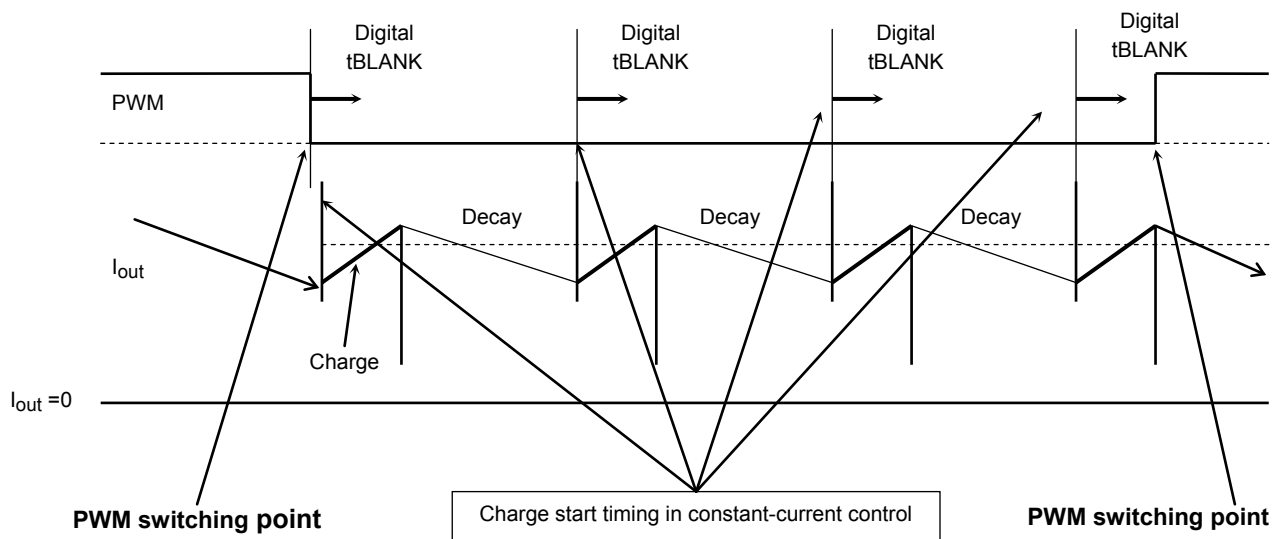 Digital
tBLANK
Digital
tBLANK
Digital
tBLANK
Digital
tBLANK
PWM
Decay
Decay
Decay
Iout
Charge
Iout =0
PWM switching point
Charge start timing in constant-current control
PWM switching point